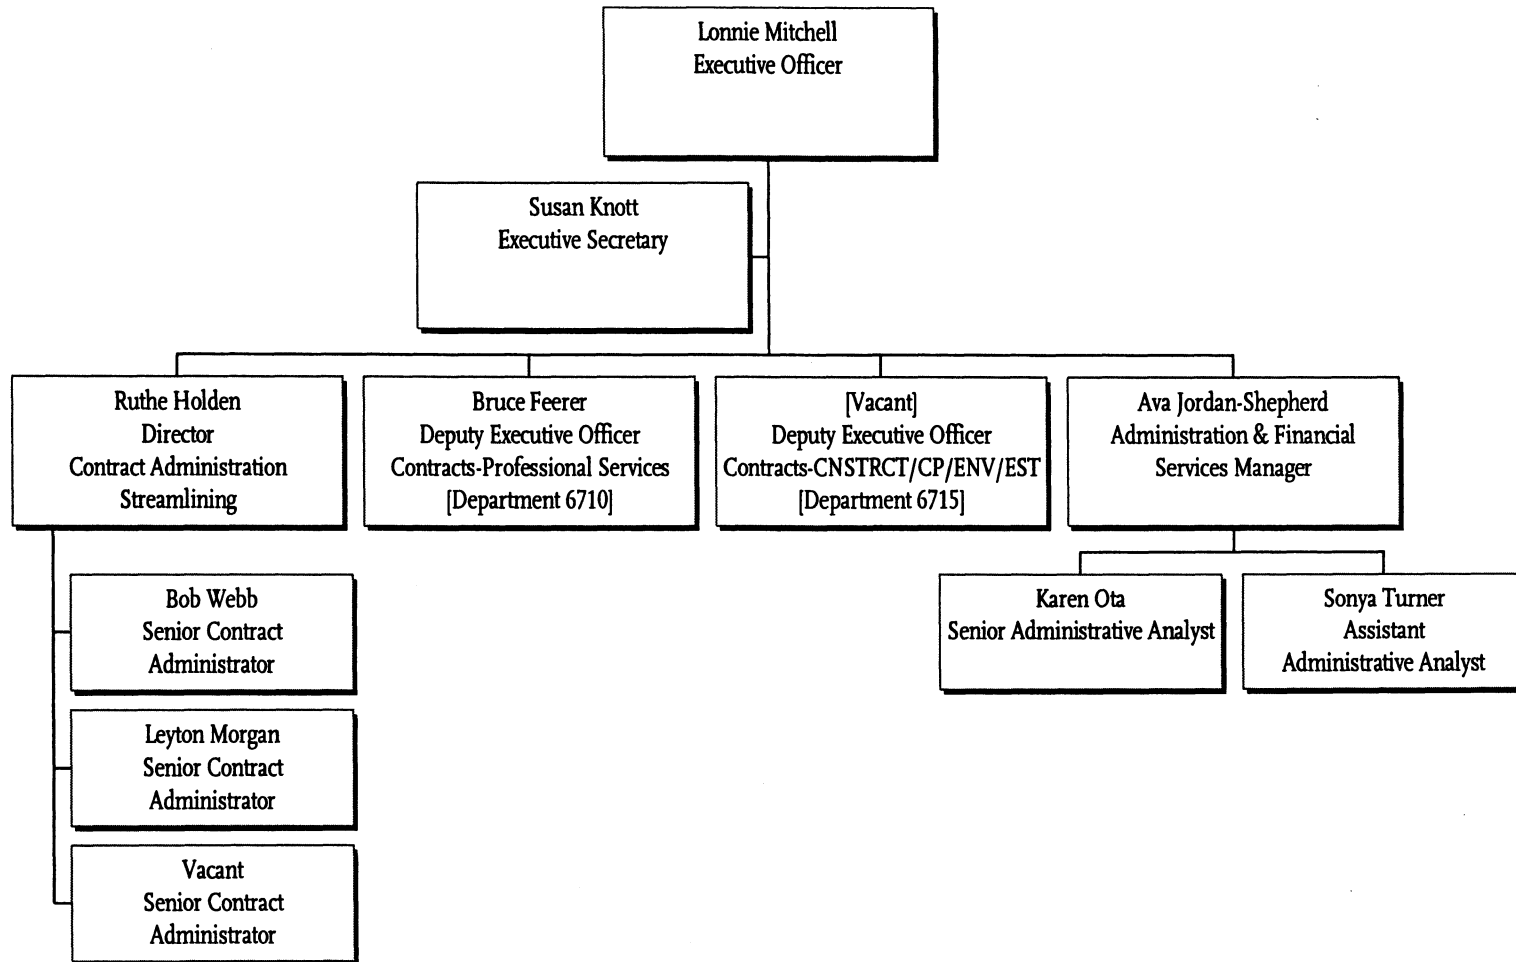 Lonnie Mitchell
Executive Officer
Susan Knott
Executive Secretary
Ruthe Holden
Director
Contract Administration
Streamlining
Bruce Feerer
Deputy Executive Officer
Contracts-Professional Services
[Department 6710]
[Vacant]
Deputy Executive Officer
Contracts-CNSTRCT/CP/ENV/EST
[Department 6715]
Ava Jordan-Shepherd
Administration & Financial
Services Manager
Bob Webb
Senior Contract
Administrator
Leyton Morgan
Senior Contract
Administrator
Vacant
Senior Contract
Administrator
Karen Ota
Senior Administrative Analyst
Sonya Turner
Assistant
Administrative Analyst